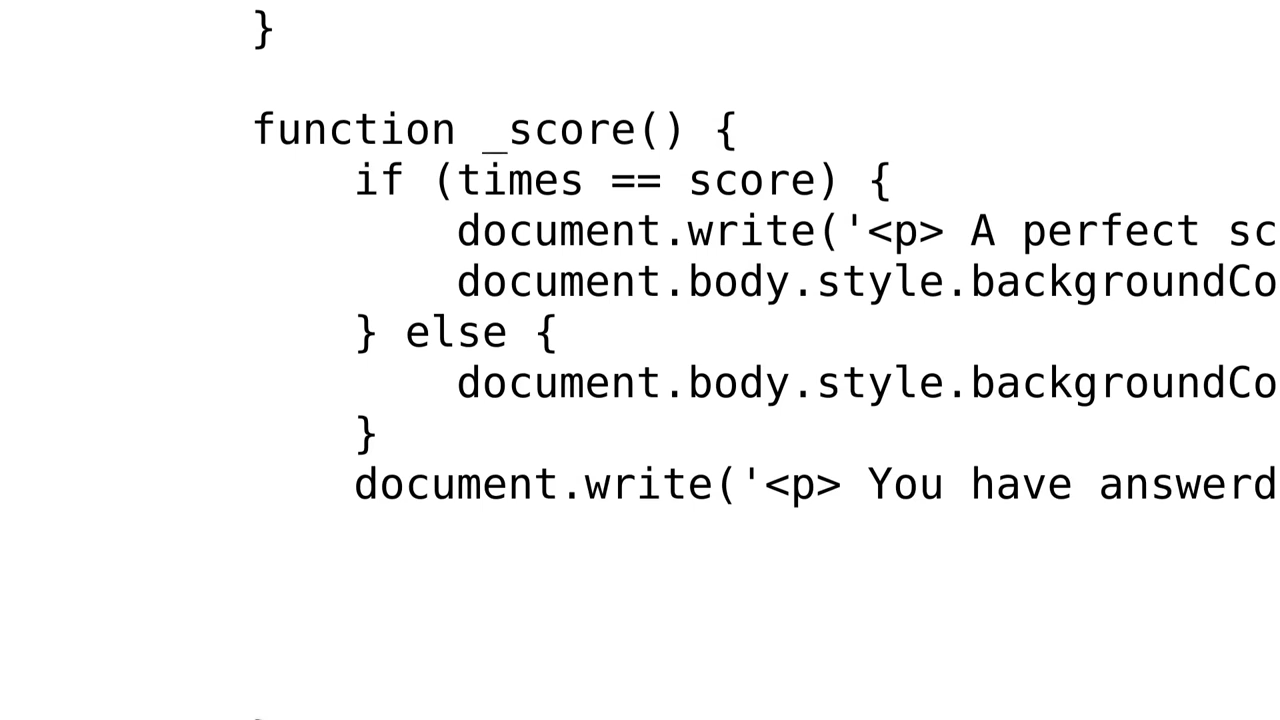 }
function _score() {
if (times == score) {
document.write('<p> A perfect sc
document.body.style.backgroundCo
} else {
document.body.style.backgroundCo
}
document.write('<p> You have answerd